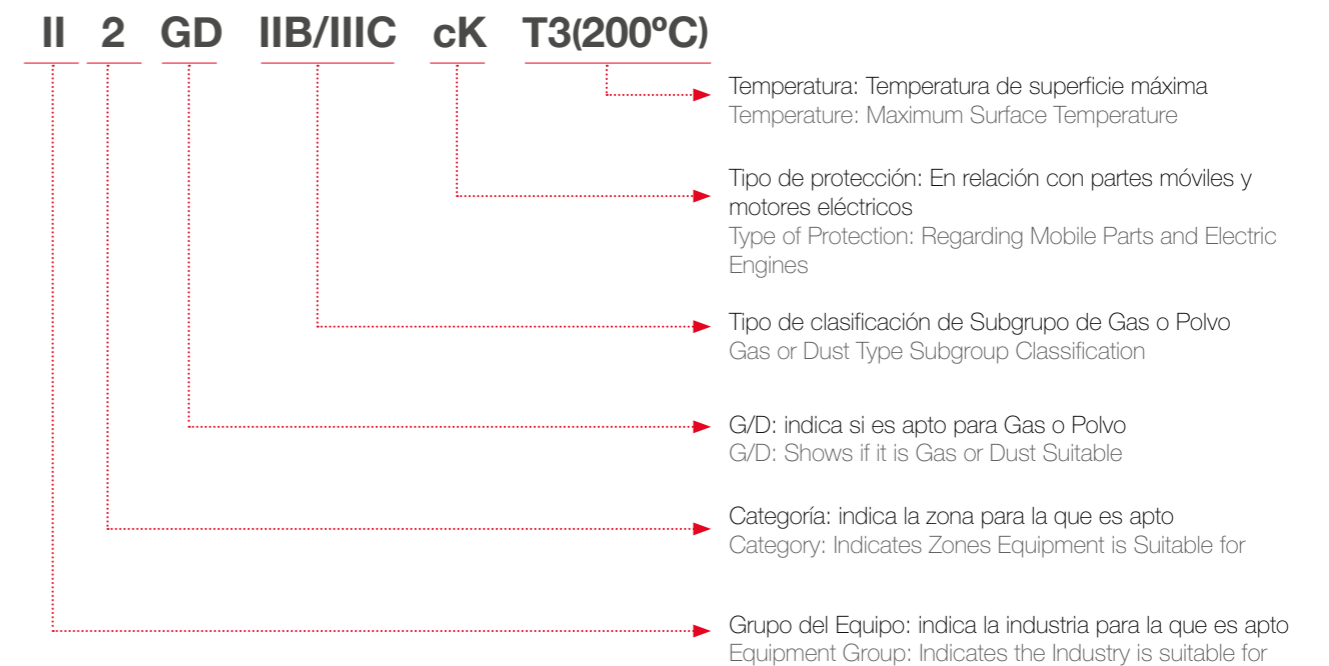 II 2 GD IIB/IIIC cK T3(200ºC)
Temperatura: Temperatura de superficie máxima
Temperature: Maximum Surface Temperature
Tipo de protección: En relación con partes móviles y
motores eléctricos
Type of Protection: Regarding Mobile Parts and Electric
Engines
Tipo de clasificación de Subgrupo de Gas o Polvo
Gas or Dust Type Subgroup Classification
G/D: indica si es apto para Gas o Polvo
G/D: Shows if it is Gas or Dust Suitable
Categoría: indica la zona para la que es apto
Category: Indicates Zones Equipment is Suitable for
Grupo del Equipo: indica la industria para la que es apto
Equipment Group: Indicates the Industry is suitable for